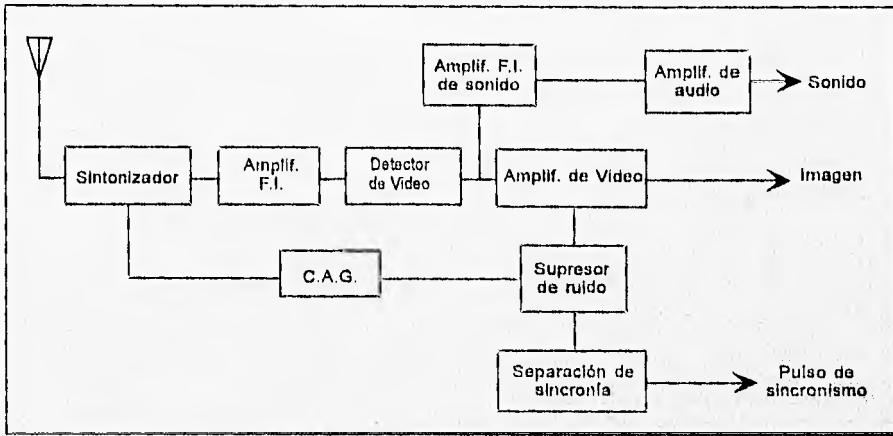 Amplif. F.I.
de sonido
Amplif. de
audio
Sonido
Sintonizador
Amplif.
F.I.
Detector
de Video
Amplif. de Video
Imagen
C.A.G.
Supresor
de ruido
Separación de
sincronía
Pulso de
sincronismo